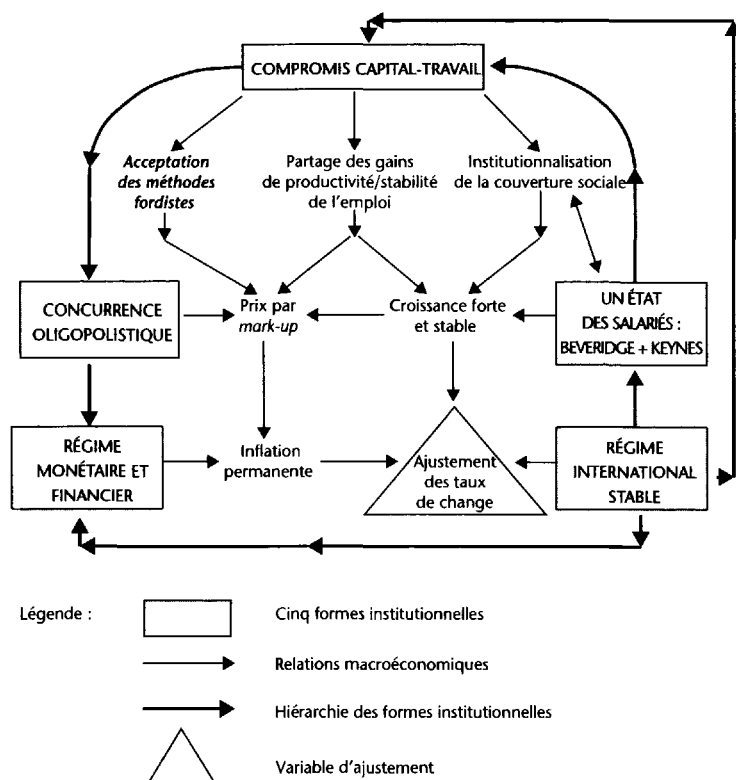 COMPROMIS CAPITAL-TRAVAIL
Acceptation
des méthodes
fordistes
Partage des gains
de productivité/stabilité
de l'emploi
Institutionnalisation
de la couverture sociale
CONCURRENCE
OLIGOPOLISTIQUE
Prix par
mark-up
Croissance forte
et stable
UN ÉTAT
DES SALARIÉS :
BEVERIDGE + KEYNES
RÉGIME
MONÉTAIRE ET
FINANCIER
Inflation
permanente
Ajustement
des taux
de change
RÉGIME
INTERNATIONAL
STABLE
Légende :
Cinq formes institutionnelles
Relations macroéconomiques
Hiérarchie des formes institutionnelles
Variable d'ajustement